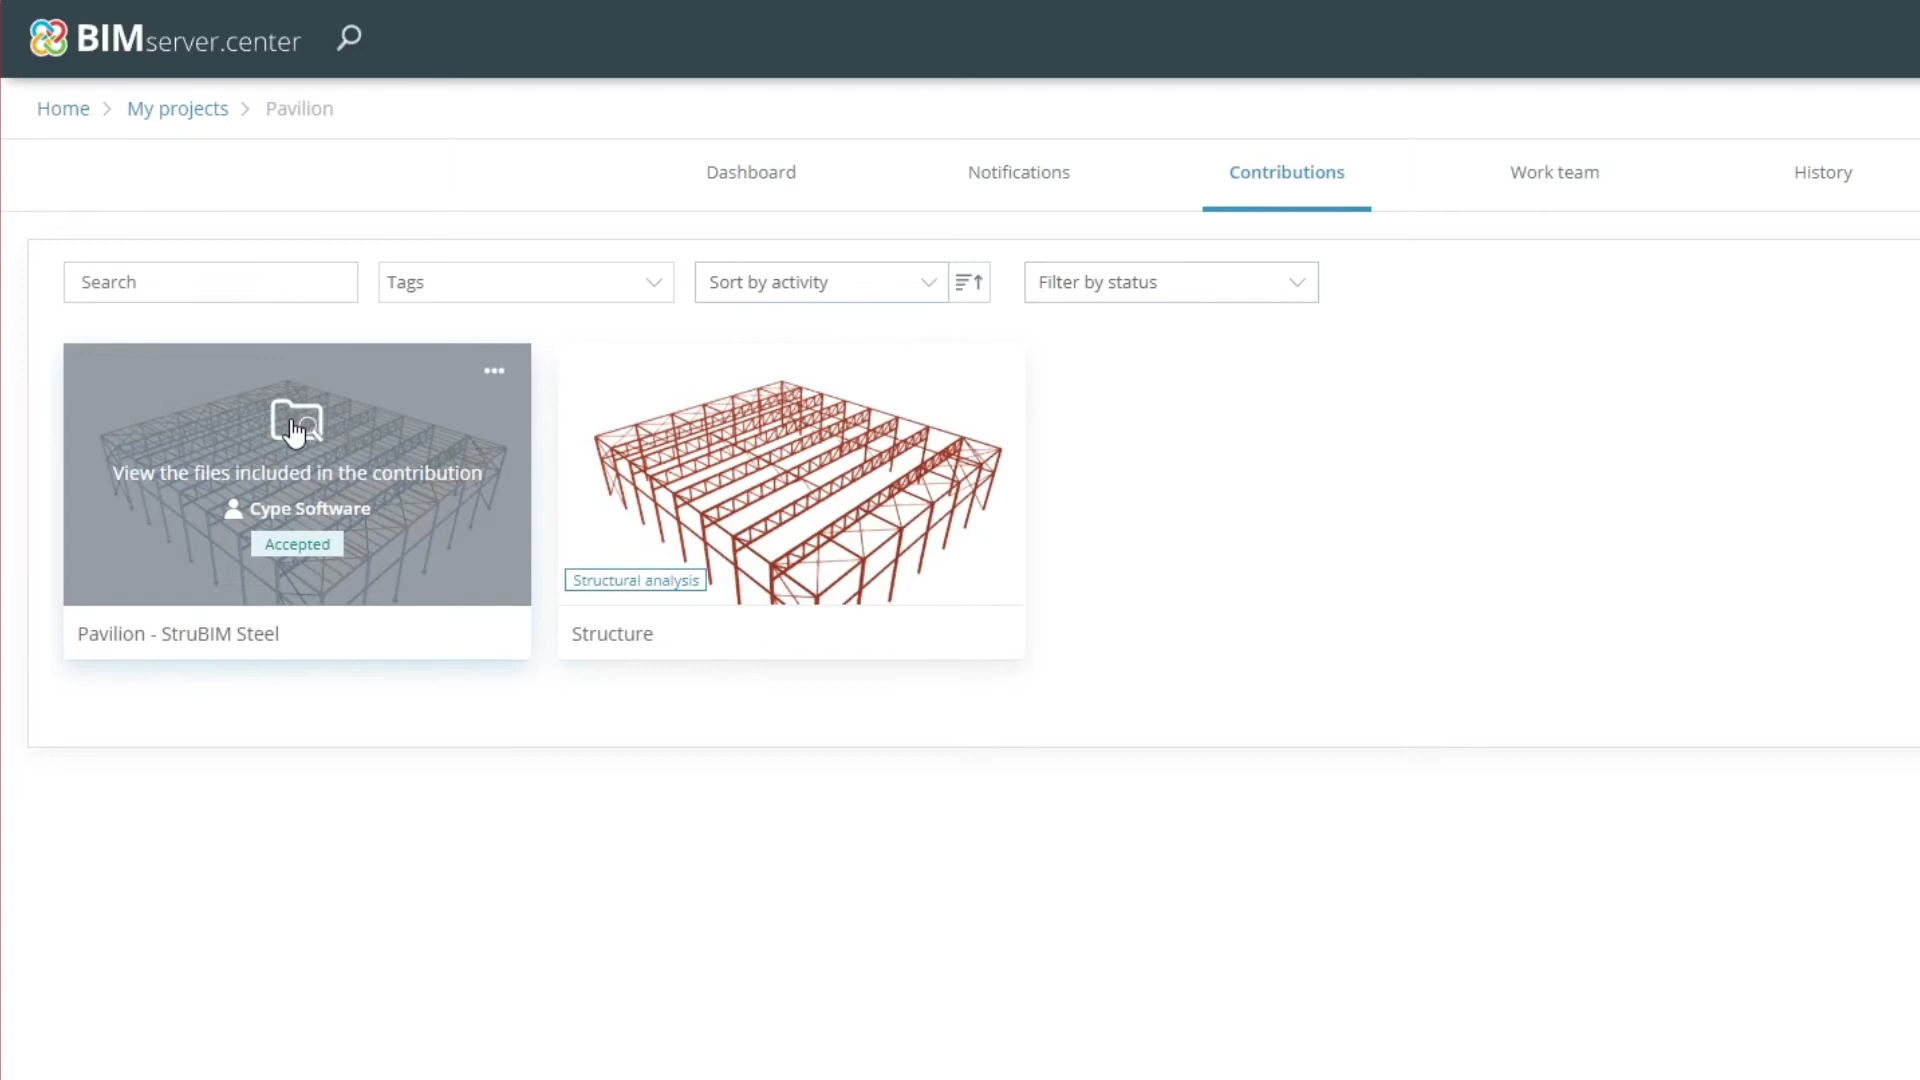 BIMserver.center
Home > My projects > Pavilion
Dashboard Notifications Contributions Work team History
Search Tags Sort by activity Filter by status
View the files included in the contribution
Cype Software
Accepted
Structural analysis
Pavilion - StruBIM Steel Structure